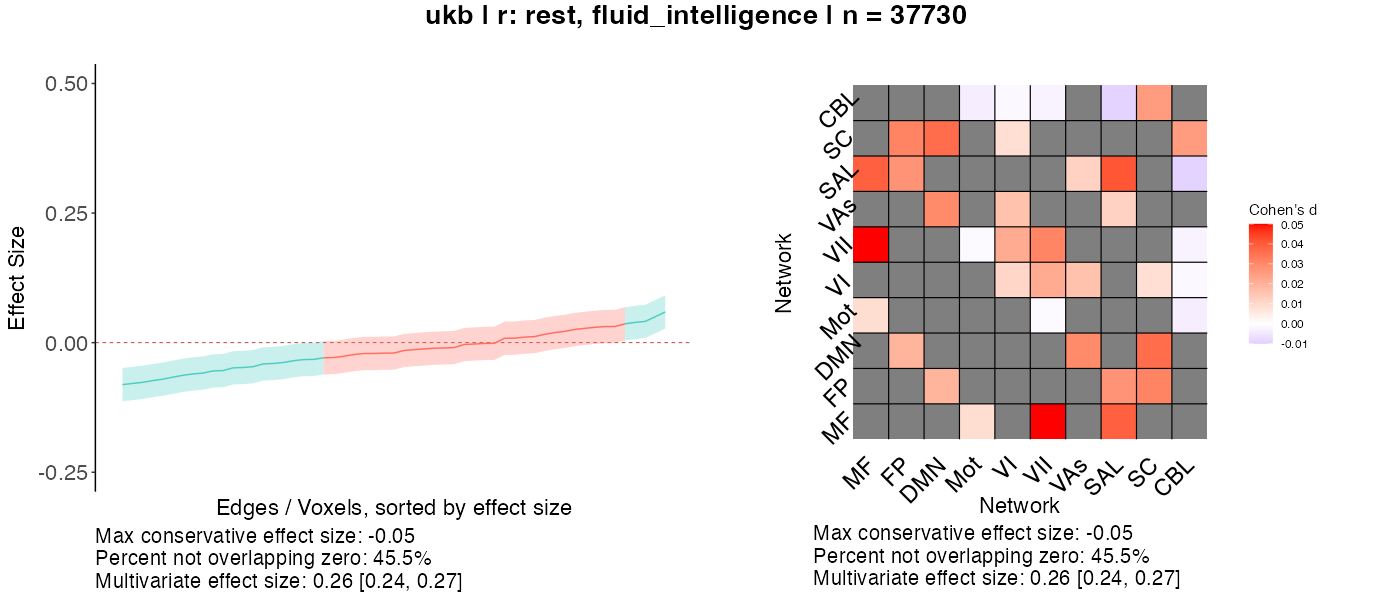 ukb | r: rest, fluid_intelligence | n = 37730
Effect Size
0.50
0.25
0.00
-0.25
Edges / Voxels, sorted by effect size
Max conservative effect size: -0.05
Percent not overlapping zero: 45.5%
Multivariate effect size: 0.26 [0.24, 0.27]
Network
CBL
SC
SAL
VAs
VII
VI
Mot
DMN
FP
MF
MF FP DMN Mot VI VII VAs SAL SC CBL
Network
Max conservative effect size: -0.05
Percent not overlapping zero: 45.5%
Multivariate effect size: 0.26 [0.24, 0.27]
Cohen's d
0.05
0.04
0.03
0.02
0.01
0.00
-0.01